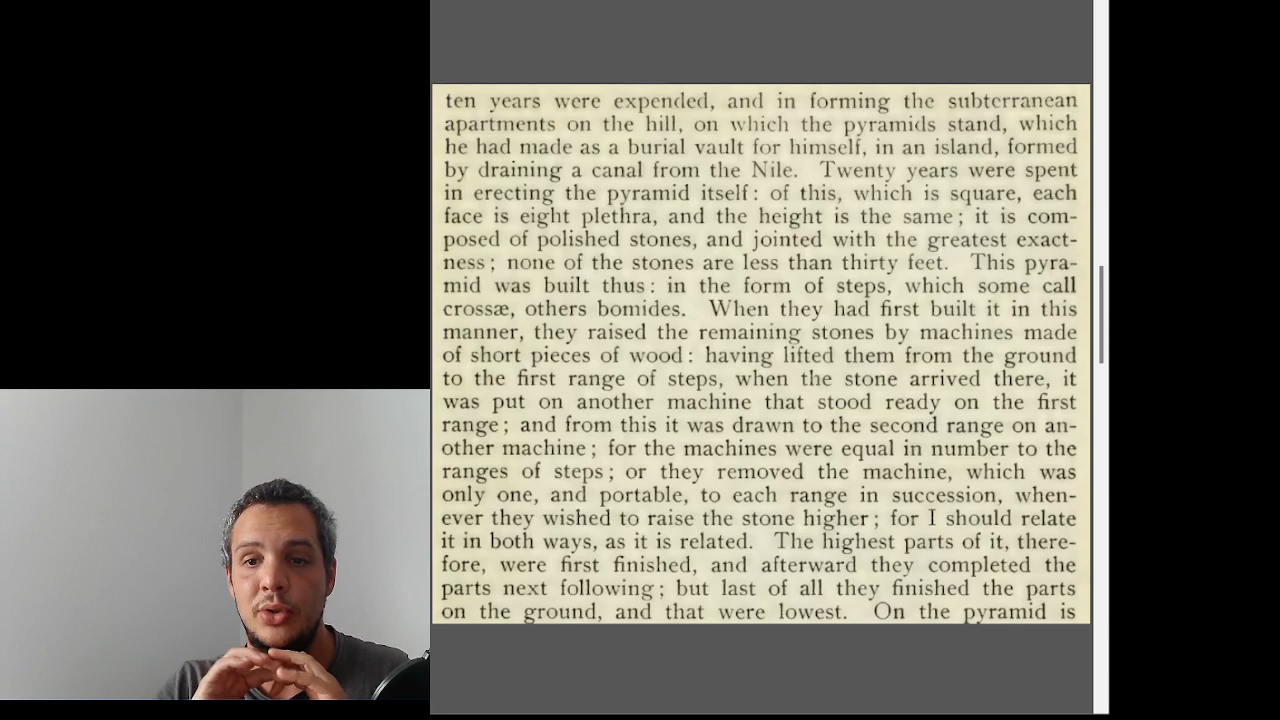 ten years were expended, and in forming the subterranean
apartments on the hill, on which the pyramids stand, which
he had made as a burial vault for himself, in an island, formed
by draining a canal from the Nile. Twenty years were spent
in erecting the pyramid itself: of this, which is square, each
face is eight plethra, and the height is the same; it is com-
posed of polished stones, and jointed with the greatest exact-
ness; none of the stones are less than thirty feet. This pyra-
mid was built thus: in the form of steps, which some call
crossæ, others bomides. When they had first built it in this
manner, they raised the remaining stones by machines made
of short pieces of wood: having lifted them from the ground
to the first range of steps, when the stone arrived there, it
was put on another machine that stood ready on the first
range; and from this it was drawn to the second range on an-
other machine; for the machines were equal in number to the
ranges of steps; or they removed the machine, which was
only one, and portable, to each range in succession, when-
ever they wished to raise the stone higher; for I should relate
it in both ways, as it is related. The highest parts of it, there-
fore, were first finished, and afterward they completed the
parts next following; but last of all they finished the parts
on the ground, and that were lowest. On the pyramid is